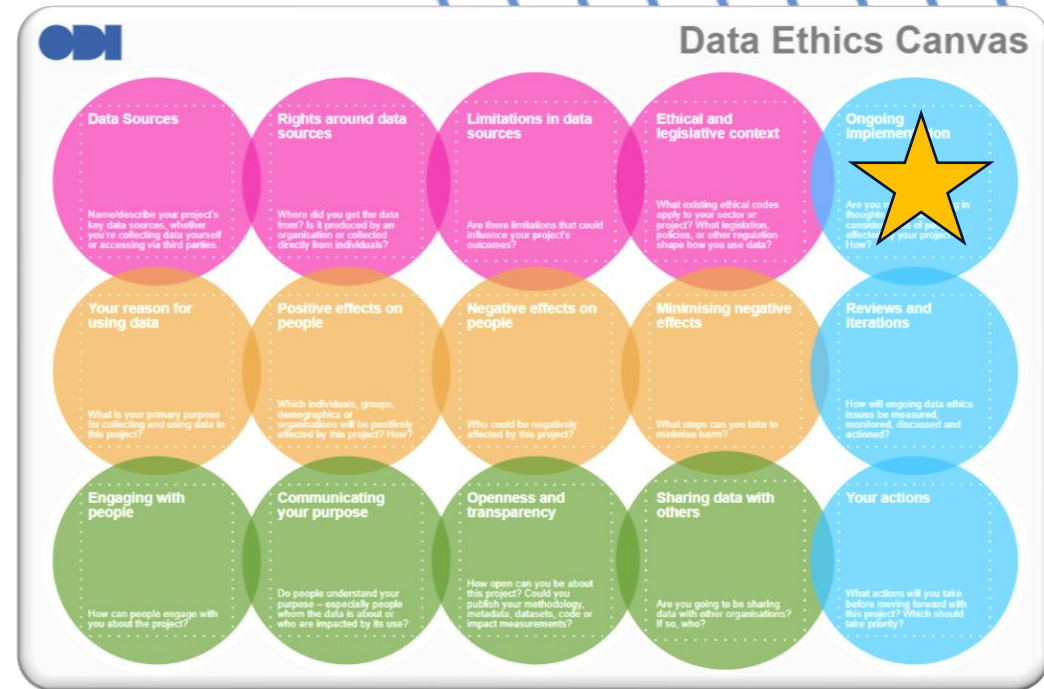 ODI
Data Ethics Canvas
Data Sources
Name/describe your project's
key data sources, whether
you're collecting data yourself
or accessing via third parties.
Rights around data
sources
Where did you get the data
from? Is it produced by an
organisation or collected
directly from individuals?
Limitations in data
sources
Are there limitations that could
influence your project's
outcomes?
Ethical and
legislative context
What existing ethical codes
apply to your sector or
project? What legislation,
policies, or other regulation
shape how you use data?
Ongoing
Are you in
thoughts
of
affected by your project?
How?
Your reason for
using data
What is your primary purpose
for collecting and using data in
this project?
Positive effects on
people
Which individuals, groups,
demographics or
organisations will be positively
affected by this project? How?
Negative effects on
people
Who could be negatively
affected by this project?
Minimising negative
effects
What steps can you take to
minimise harm?
Reviews and
iterations
How will ongoing data ethics
issues be measured,
monitored, discussed and
actioned?
Engaging with
people
How can people engage with
you about the project?
Communicating
your purpose
Do people understand your
purpose – especially people
whom the data is about or
who are impacted by its use?
Openness and
transparency
How open can you be about
this project? Could you
publish your methodology,
metadata, datasets, code or
impact measurements?
Sharing data with
others
Are you going to be sharing
data with other organisations?
If so, who?
Your actions
What actions will you take
before moving forward with
this project? Which should
take priority?